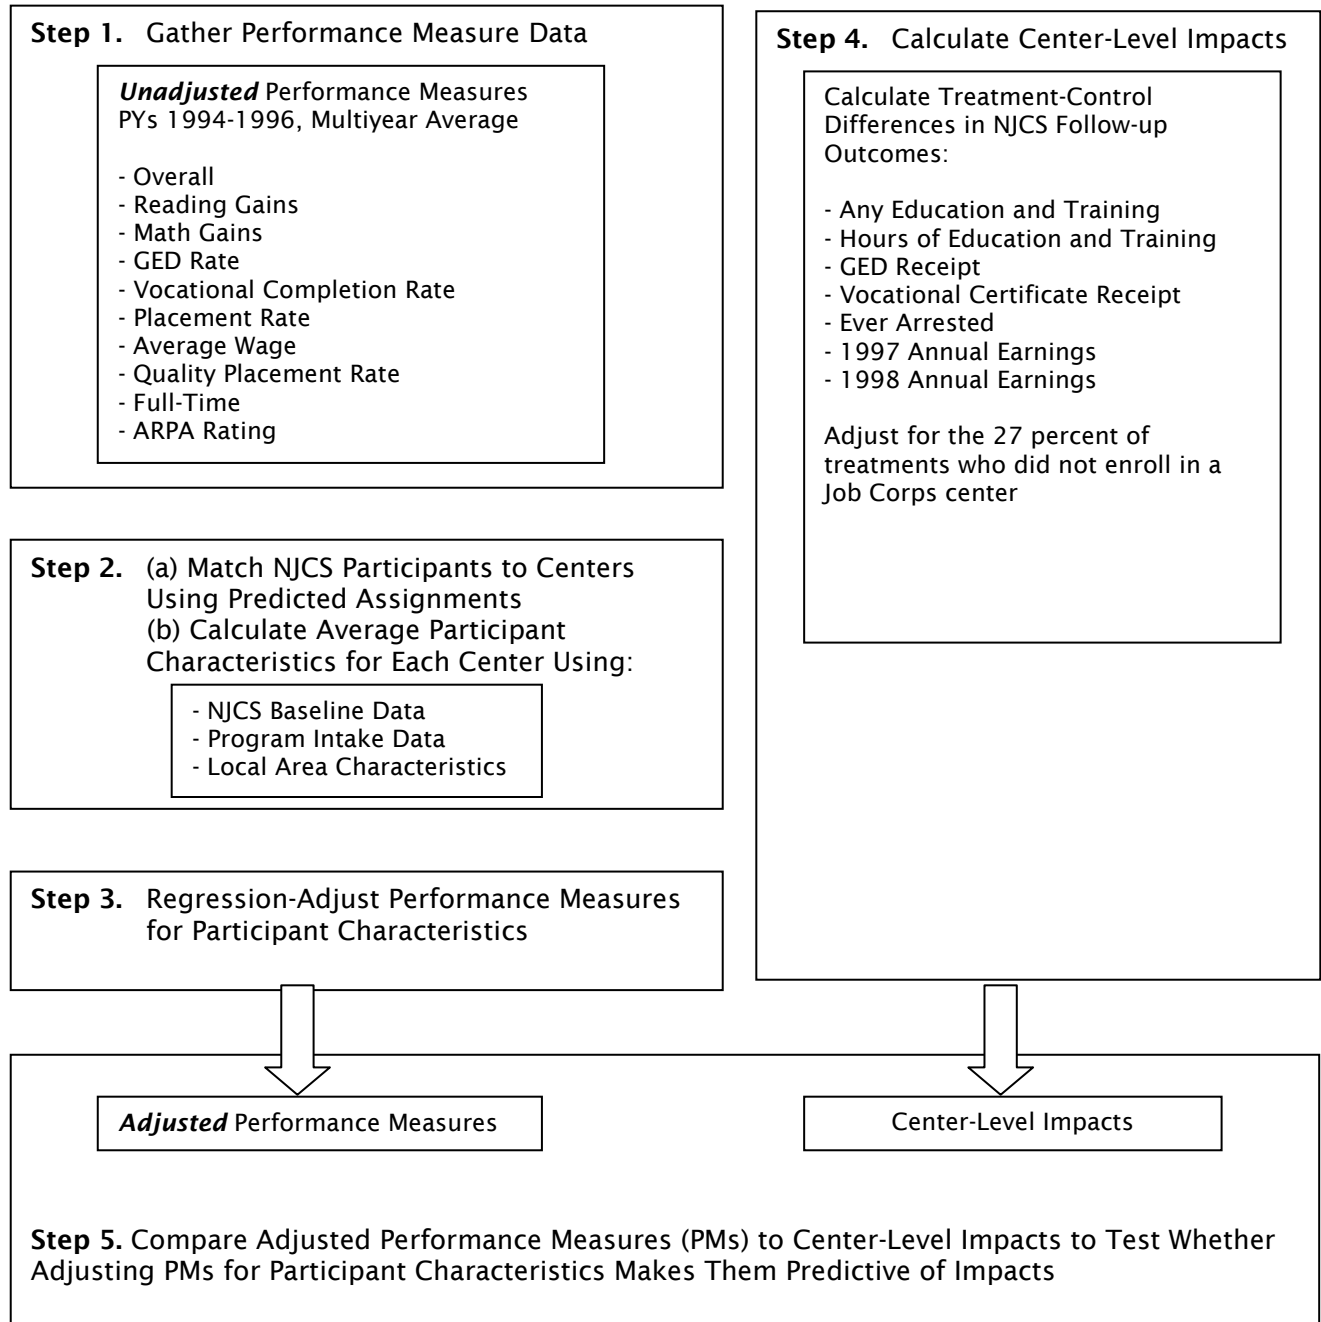 Step 1. Gather Performance Measure Data
Unadjusted Performance Measures
PYs 1994-1996, Multiyear Average
- Overall
- Reading Gains
- Math Gains
- GED Rate
- Vocational Completion Rate
- Placement Rate
- Average Wage
- Quality Placement Rate
- Full-Time
- ARPA Rating
Step 2. (a) Match NJCS Participants to Centers
Using Predicted Assignments
(b) Calculate Average Participant
Characteristics for Each Center Using:
- NJCS Baseline Data
- Program Intake Data
- Local Area Characteristics
Step 3. Regression-Adjust Performance Measures
for Participant Characteristics
Step 4. Calculate Center-Level Impacts
Calculate Treatment-Control
Differences in NJCS Follow-up
Outcomes:
- Any Education and Training
- Hours of Education and Training
- GED Receipt
- Vocational Certificate Receipt
- Ever Arrested
- 1997 Annual Earnings
- 1998 Annual Earnings
Adjust for the 27 percent of
treatments who did not enroll in a
Job Corps center
Adjusted Performance Measures
Center-Level Impacts
Step 5. Compare Adjusted Performance Measures (PMs) to Center-Level Impacts to Test Whether
Adjusting PMs for Participant Characteristics Makes Them Predictive of Impacts